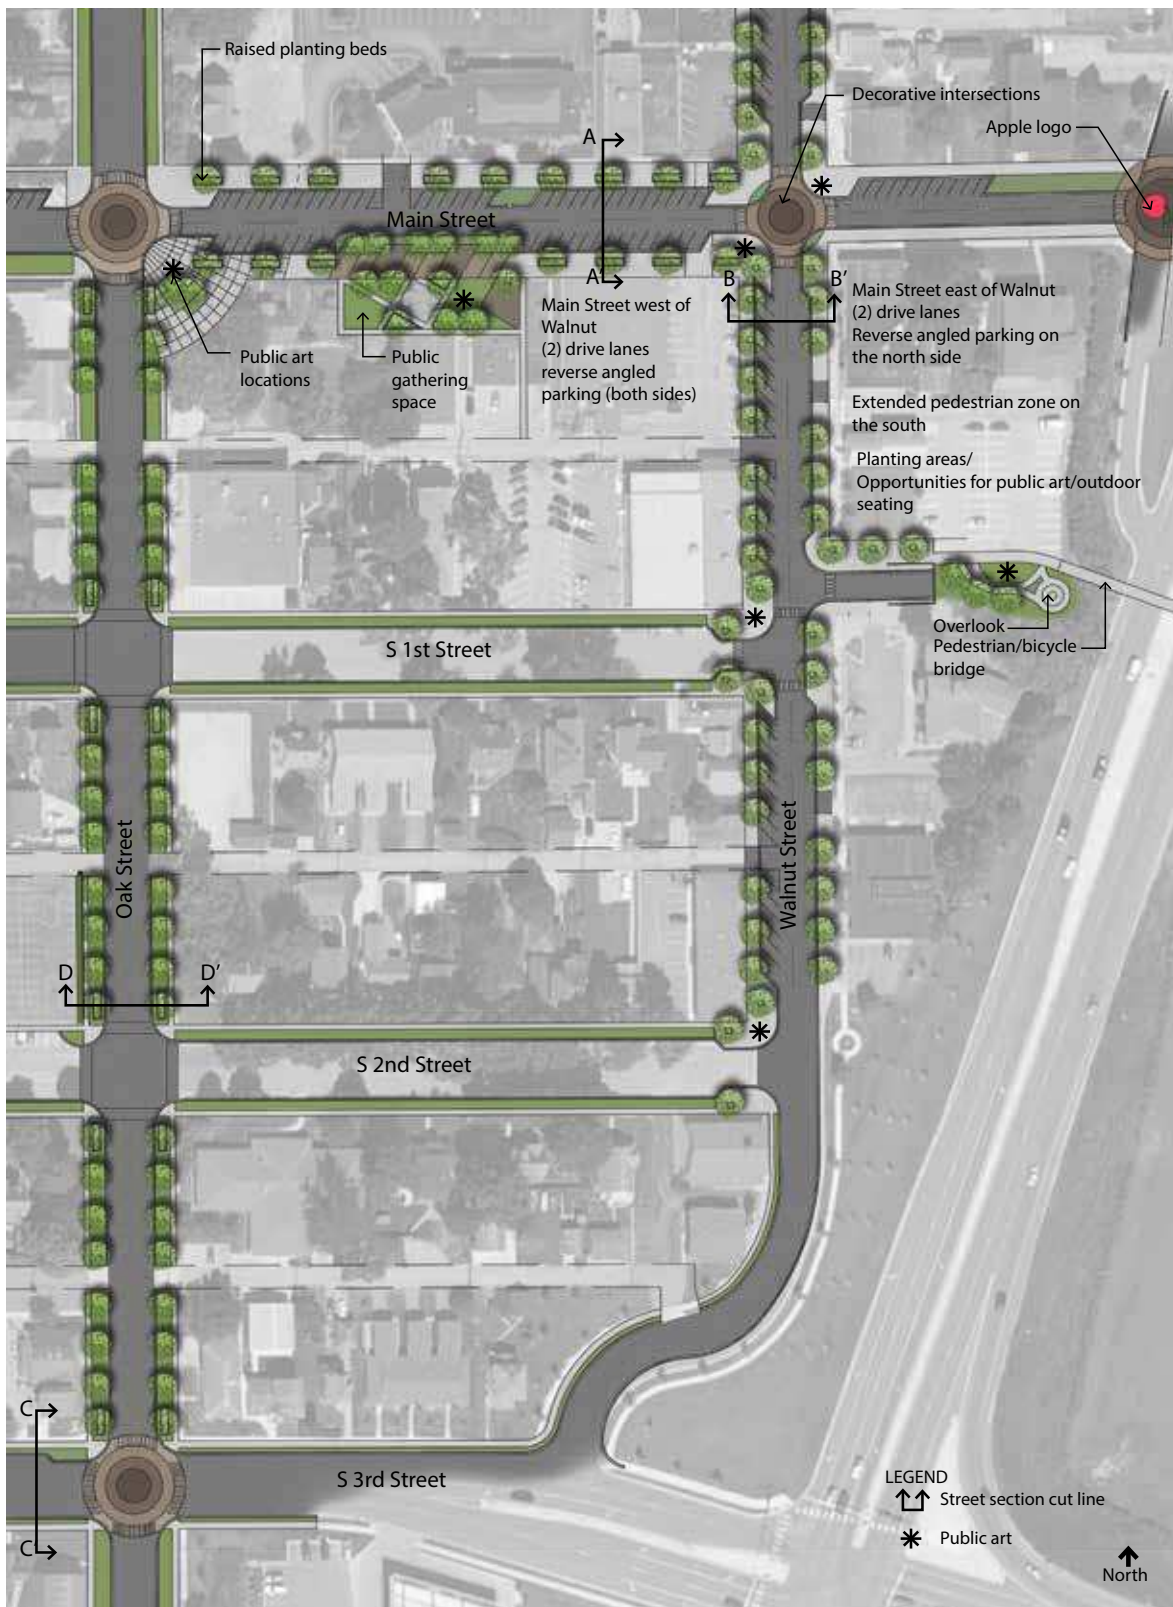 Raised planting beds
Decorative intersections
Apple logo
A
Main Street
A'
B
B'
Main Street west of
Walnut
(2) drive lanes
reverse angled
parking (both sides)
Main Street east of Walnut
(2) drive lanes
Reverse angled parking on
the north side
Extended pedestrian zone on
the south
Planting areas/
Opportunities for public art/outdoor
seating
Public art
locations
Public
gathering
space
Overlook
Pedestrian/bicycle
bridge
S 1st Street
Oak Street
Walnut Street
D
D'
S 2nd Street
C
S 3rd Street
C'
LEGEND
Street section cut line
Public art
North